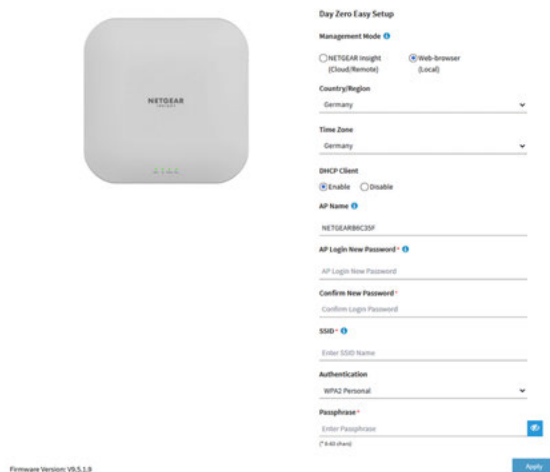 NETGEAR
INSIGHT
Day Zero Easy Setup
Management Mode
NETGEAR Insight
(Cloud/Remote)
Web-browser
(Local)
Country/Region
Germany
Time Zone
Germany
DHCP Client
Enable Disable
AP Name
NETGEARB6C35F
AP Login New Password *
AP Login New Password
Confirm New Password *
Confirm Login Password
SSID *
Enter SSID Name
Authentication
WPA2 Personal
Passphrase *
Enter Passphrase
Apply
Firmware Version: V9.5.1.9